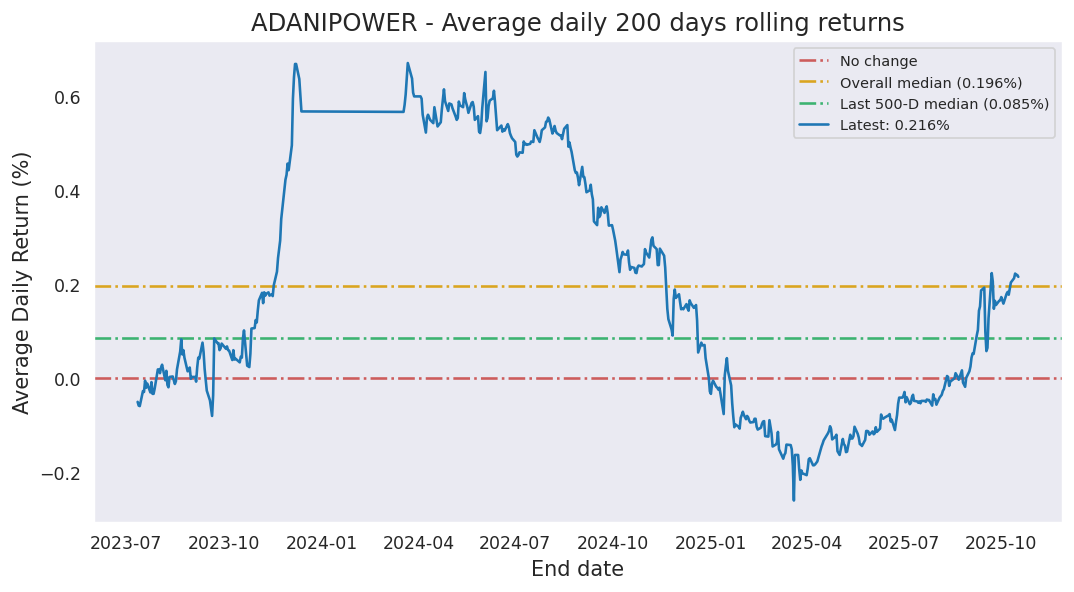 ADANIPOWER - Average daily 200 days rolling returns
No change
Overall median (0.196%)
Last 500-D median (0.085%)
Latest: 0.216%
Average Daily Return (%)
0.6
0.4
0.2
0.0
−0.2
2023-07 2023-10 2024-01 2024-04 2024-07 2024-10 2025-01 2025-04 2025-07 2025-10
End date